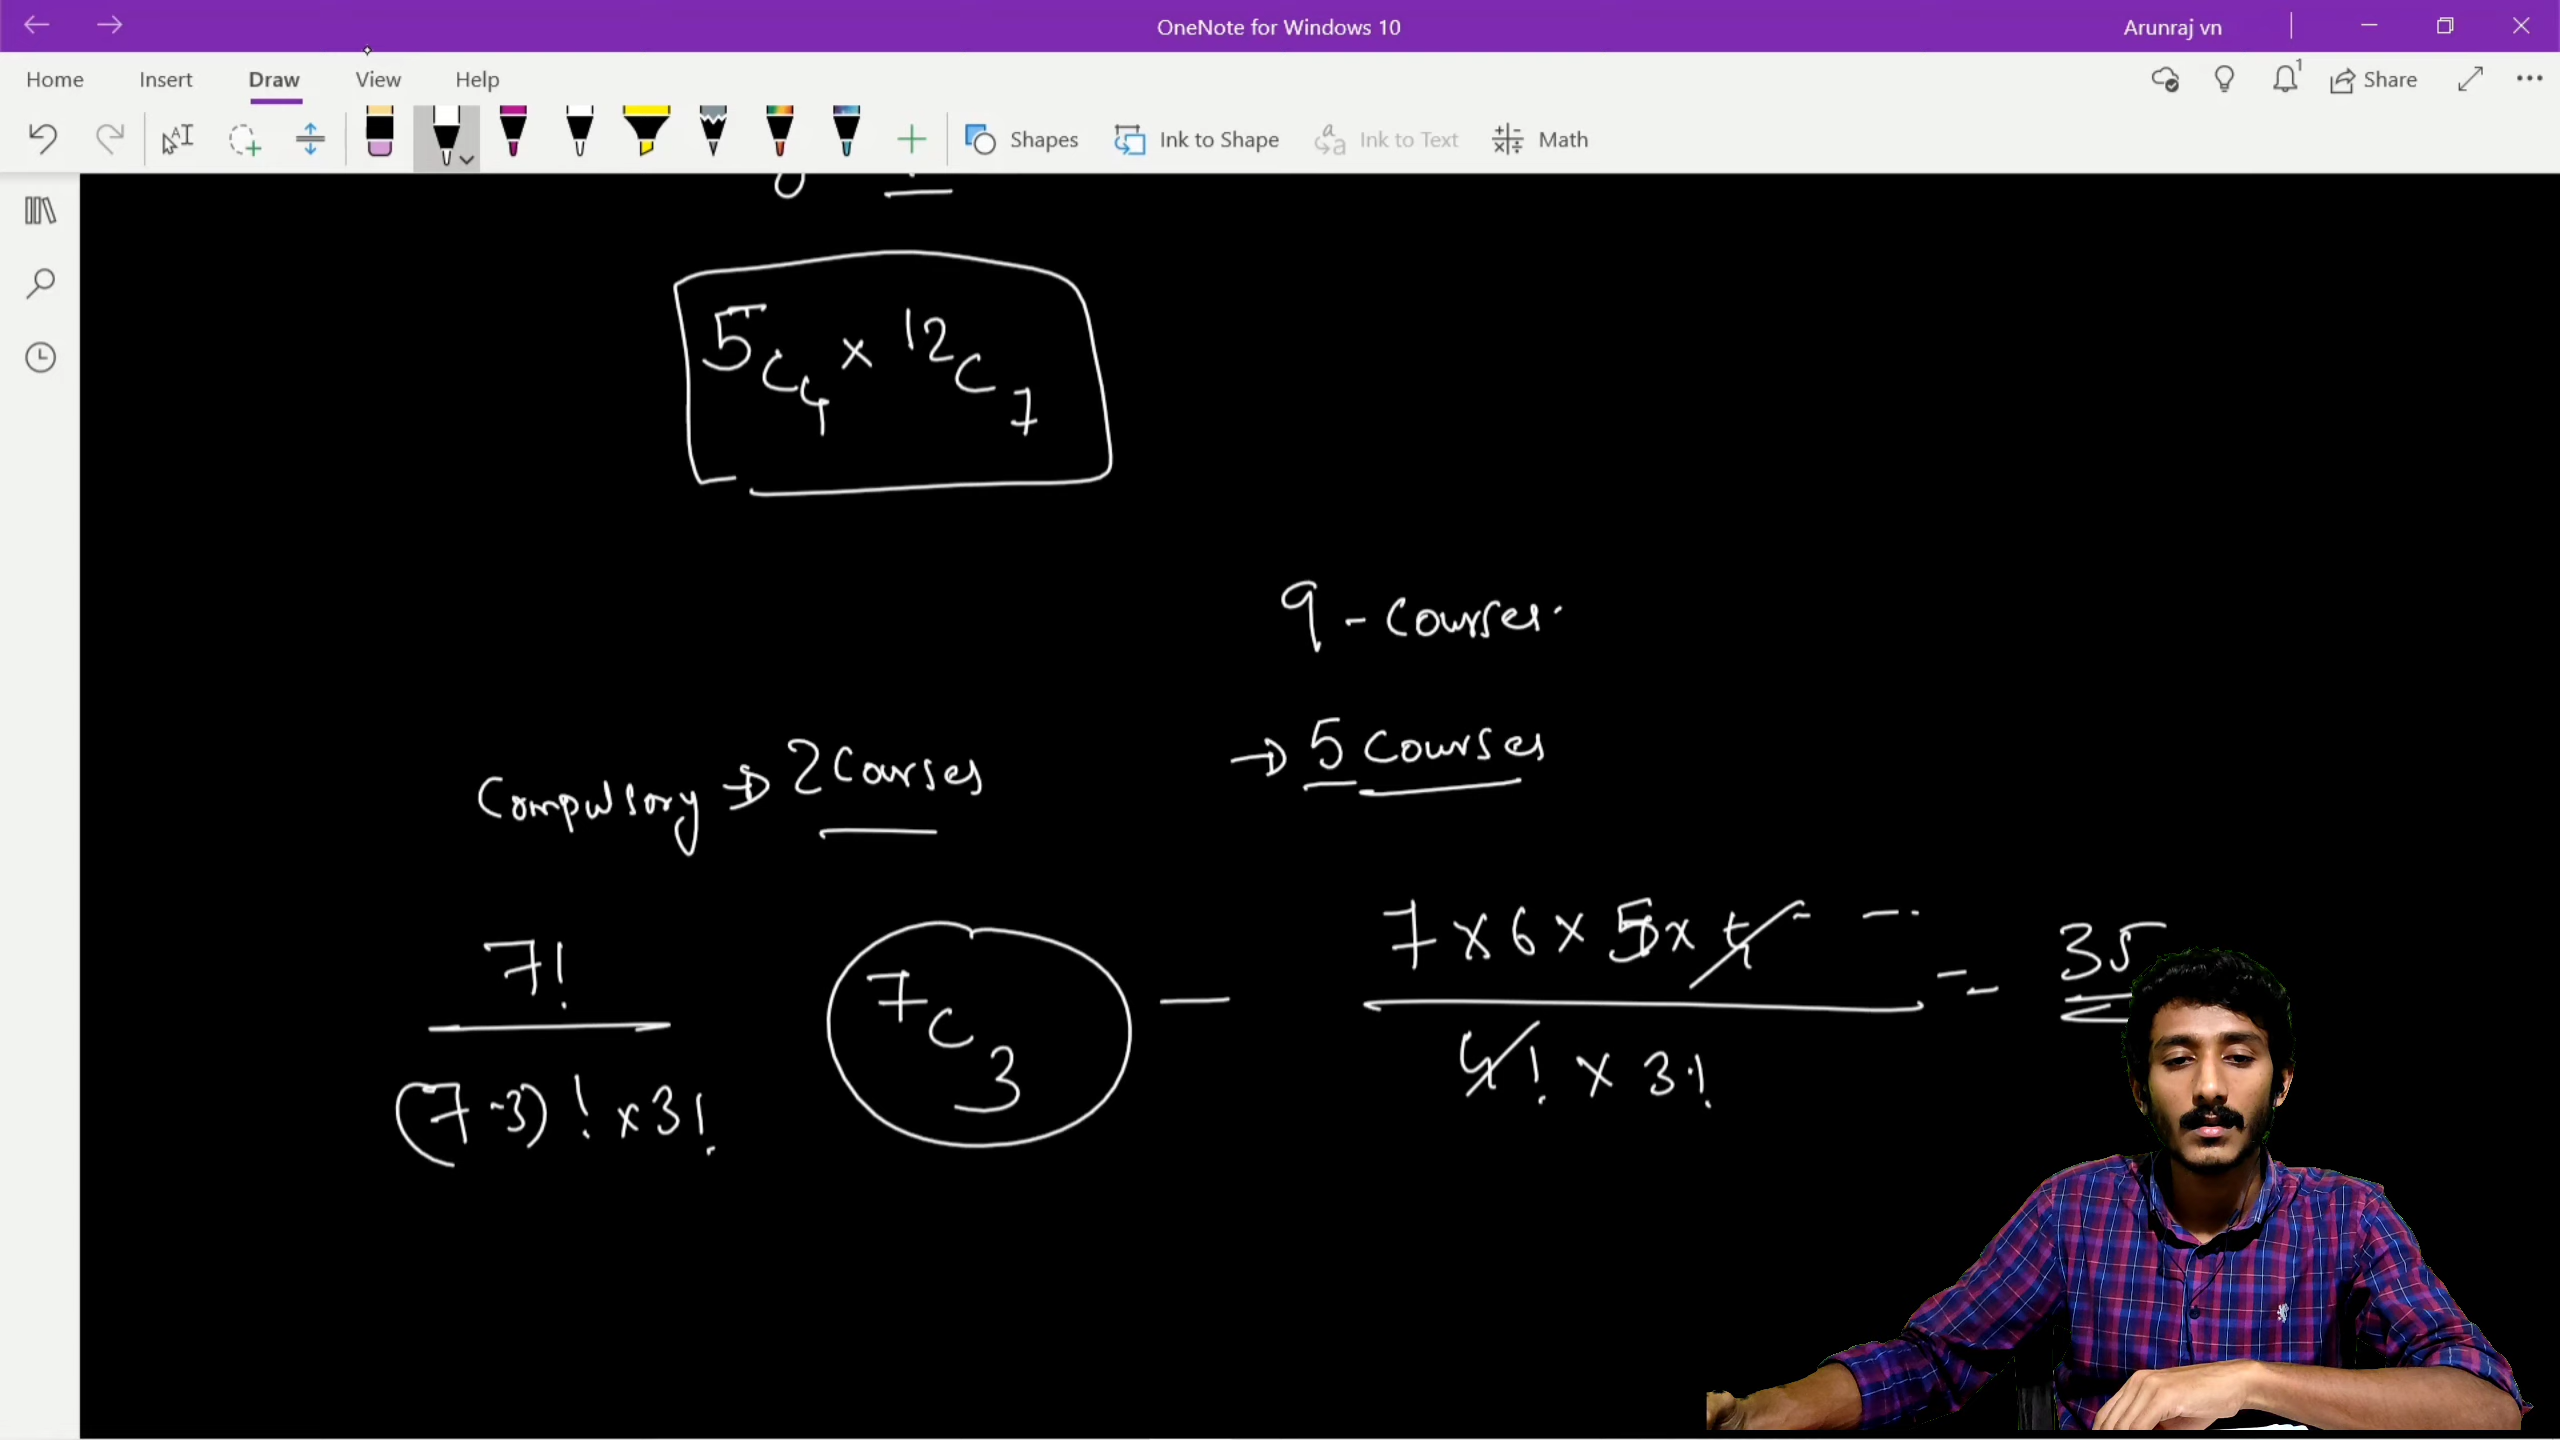 OneNote for Windows 10
Arunraj vn
Home Insert Draw View Help
1
Share
Shapes
Ink to Shape
Ink to Text
Math
5C4 × 12C7
9 - Courses.
→ 5 Courses
Compulsory → 2 Courses
7!
(7-3)! × 3!
7C3
7 × 6 × 5 × 4 - -
4! × 3!
= 35